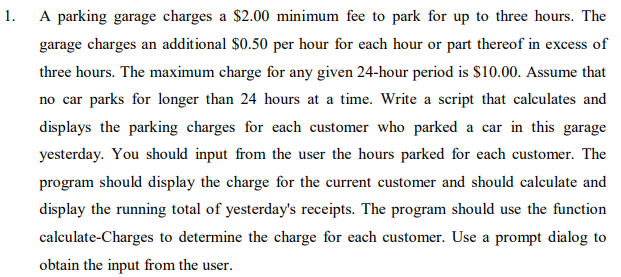 1. A parking garage charges a $2.00 minimum fee to park for up to three hours. The
garage charges an additional $0.50 per hour for each hour or part thereof in excess of
three hours. The maximum charge for any given 24-hour period is $10.00. Assume that
no car parks for longer than 24 hours at a time. Write a script that calculates and
displays the parking charges for each customer who parked a car in this garage
yesterday. You should input from the user the hours parked for each customer. The
program should display the charge for the current customer and should calculate and
display the running total of yesterday's receipts. The program should use the function
calculate-Charges to determine the charge for each customer. Use a prompt dialog to
obtain the input from the user.